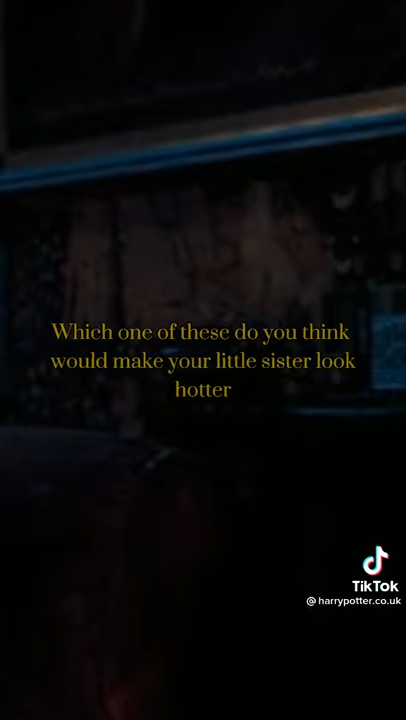 Which one of these do you think
would make your little sister look
hotter
TikTok
@ harrypotter.co.uk